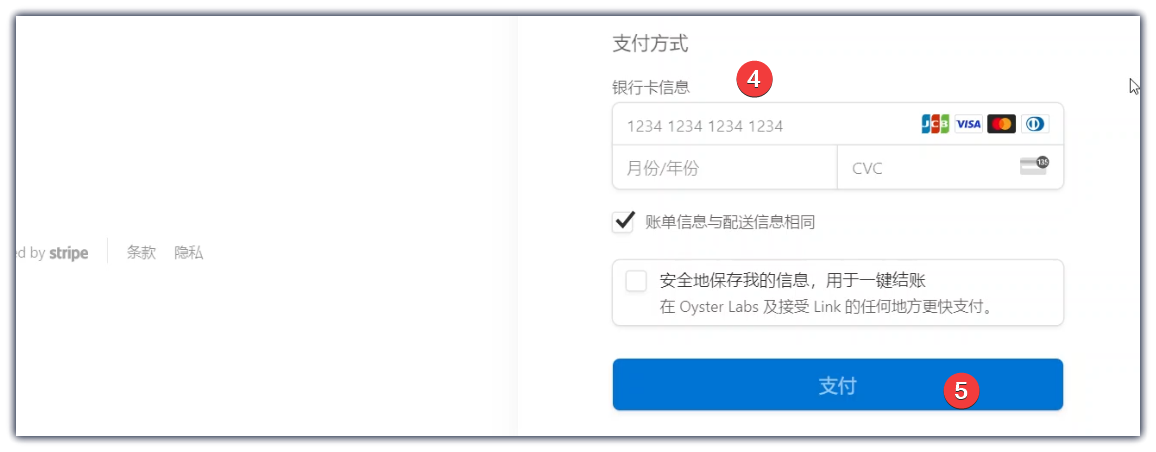 支付方式
银行卡信息
4
1234 1234 1234 1234
JCB VISA
月份/年份
CVC
135
账单信息与配送信息相同
ed by stripe
条款
隐私
安全地保存我的信息，用于一键结账
在 Oyster Labs 及接受 Link 的任何地方更快支付。
支付
5